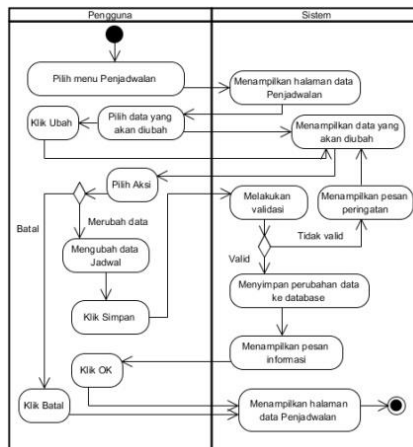 Pengguna
Sistem
Pilih menu Penjadwalan
Menampilkan halaman data
Penjadwalan
Klik Ubah
Pilih data yang
akan diubah
Menampilkan data yang
akan diubah
Pilih Aksi
Melakukan
validasi
Menampilkan pesan
peringatan
Batal
Merubah data
Tidak valid
Mengubah data
Jadwal
Valid
Menyimpan perubahan data
ke database
Klik Simpan
Menampilkan pesan
informasi
Klik OK
Klik Batal
Menampilkan halaman
data Penjadwalan